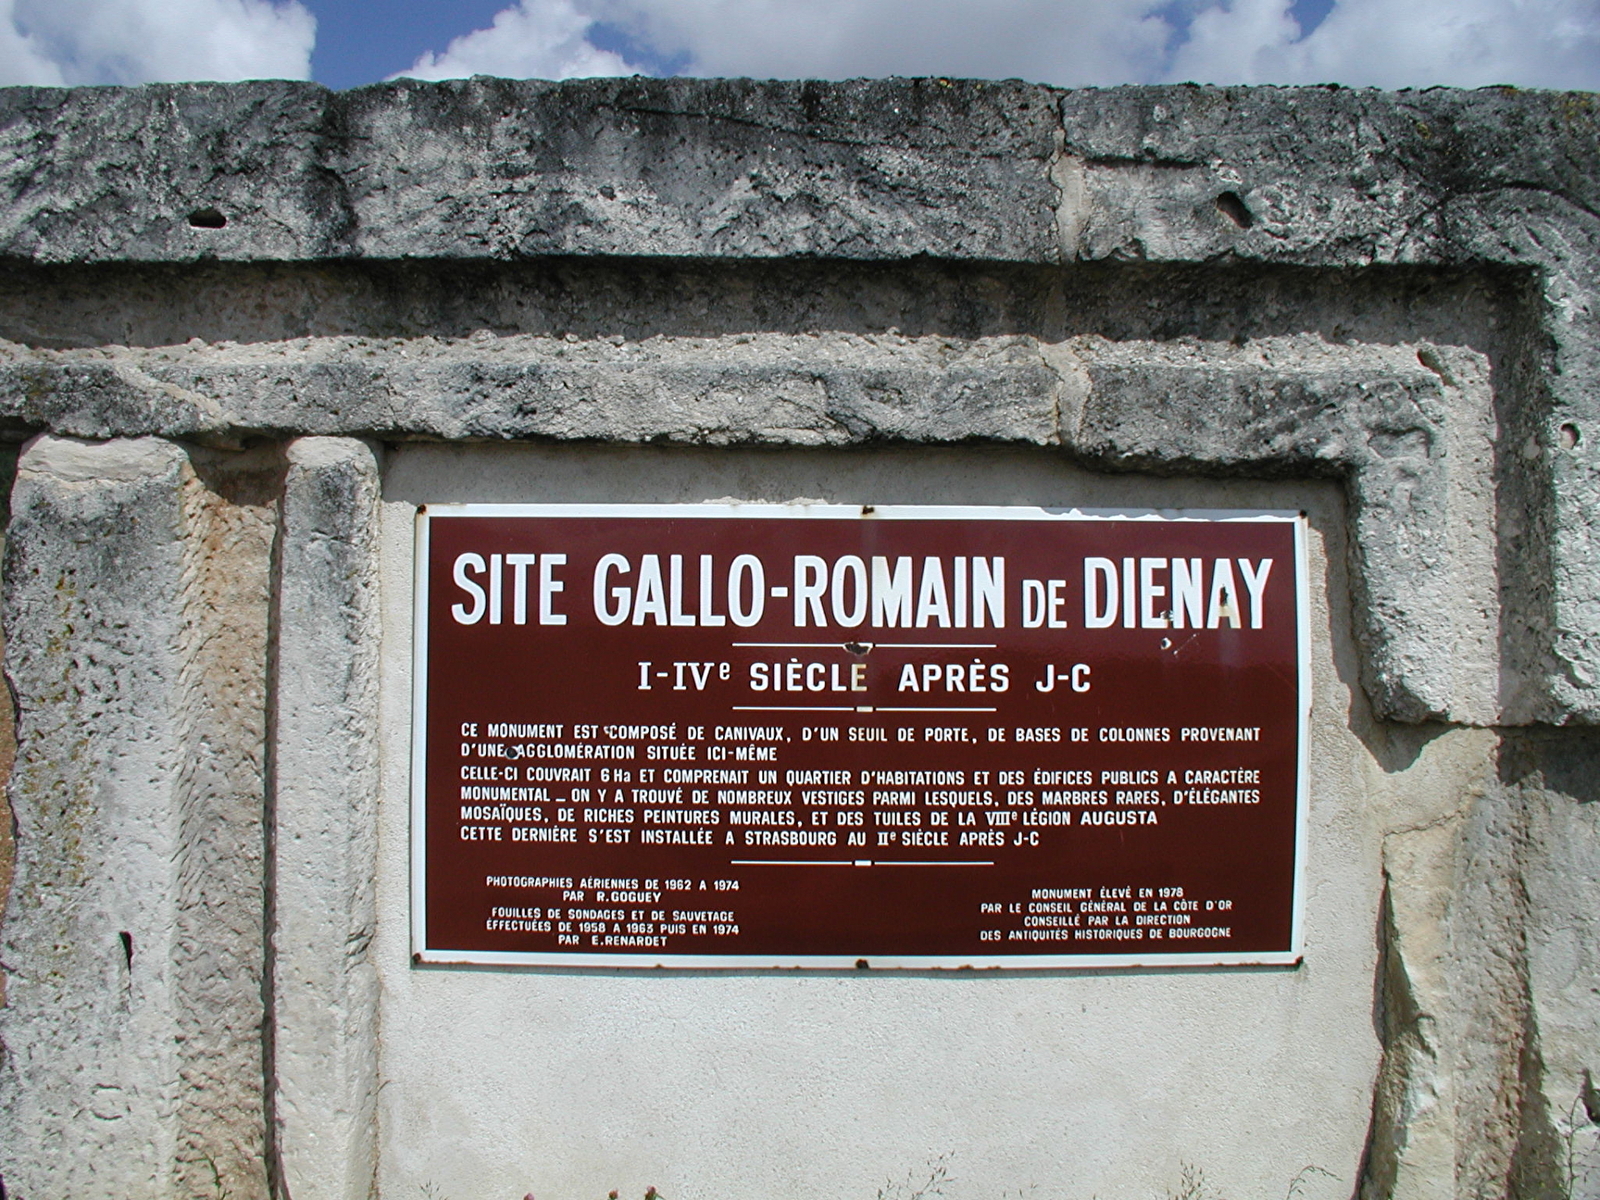 SITE GALLO-ROMAIN DE DIENAY
I-IVe SIÈCLE APRÈS J-C
CE MONUMENT EST COMPOSÉ DE CANIVAUX, D'UN SEUIL DE PORTE, DE BASES DE COLONNES PROVENANT
D'UNE AGGLOMÉRATION SITUÉE ICI-MÊME
CELLE-CI COUVRAIT 6 Ha ET COMPRENAIT UN QUARTIER D'HABITATIONS ET DES ÉDIFICES PUBLICS A CARACTÈRE
MONUMENTAL _ ON Y A TROUVÉ DE NOMBREUX VESTIGES PARMI LESQUELS, DES MARBRES RARES, D'ÉLÉGANTES
MOSAÏQUES, DE RICHES PEINTURES MURALES, ET DES TUILES DE LA VIIIe LÉGION AUGUSTA
CETTE DERNIÈRE S'EST INSTALLÉE A STRASBOURG AU IIe SIÈCLE APRÈS J-C
PHOTOGRAPHIES AÉRIENNES DE 1962 A 1974
PAR R.GOGUEY
FOUILLES DE SONDAGES ET DE SAUVETAGE
ÉFFECTUÉES DE 1958 A 1963 PUIS EN 1974
PAR E.RENARDET
MONUMENT ÉLEVÉ EN 1978
PAR LE CONSEIL GÉNÉRAL DE LA CÔTE D'OR
CONSEILLÉ PAR LA DIRECTION
DES ANTIQUITÉS HISTORIQUES DE BOURGOGNE